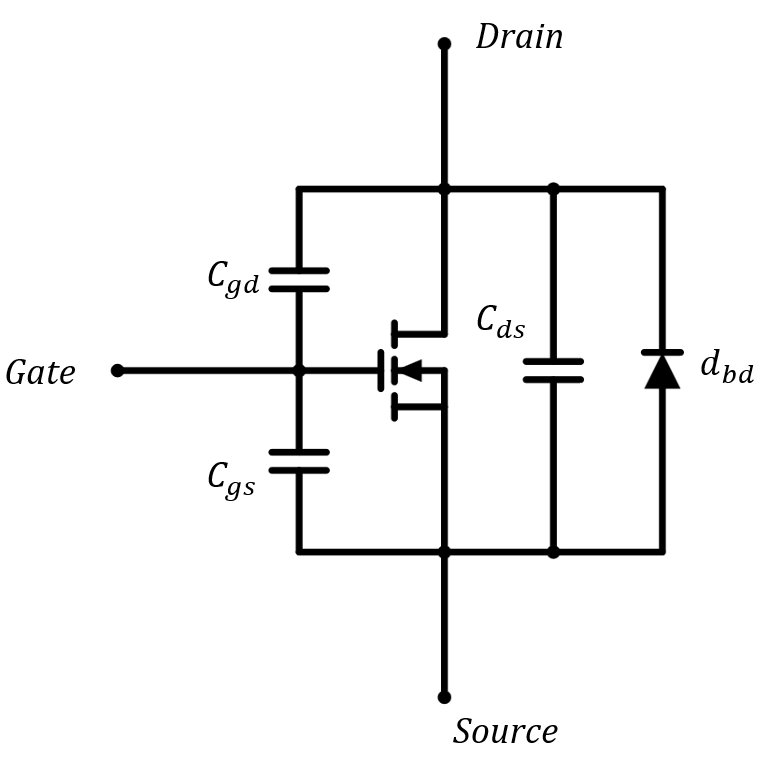 Drain
C_gd
C_ds
Gate
d_bd
C_gs
Source